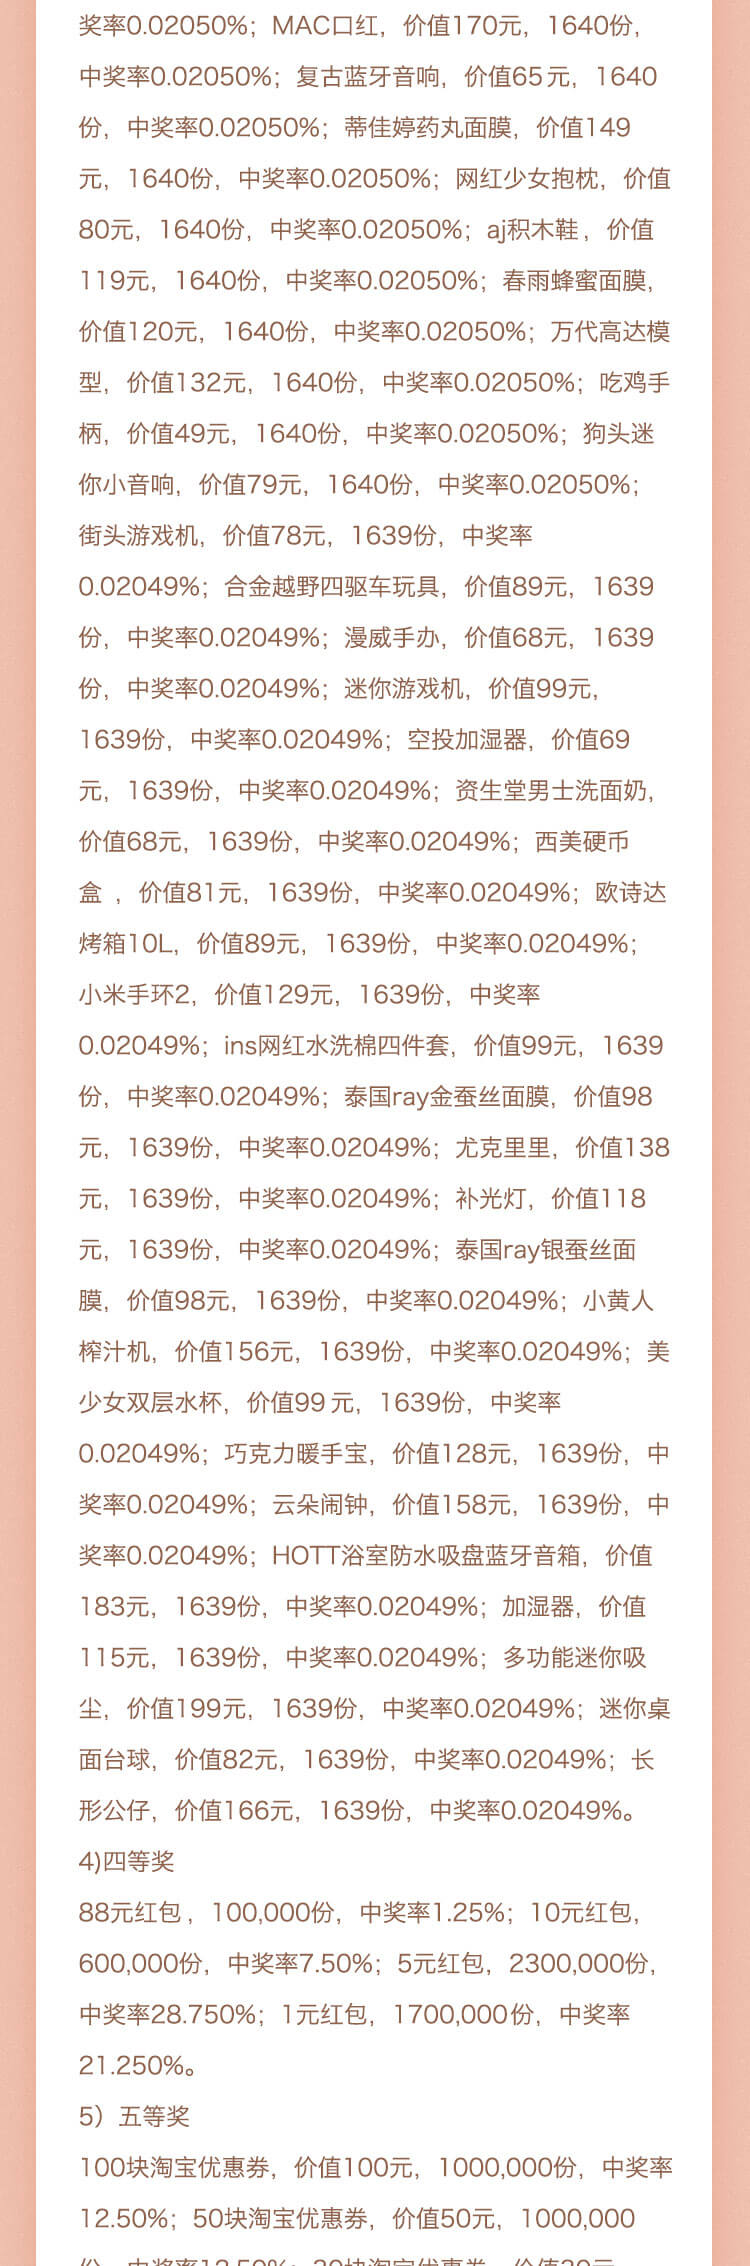 奖率0.02050%；MAC口红，价值170元，1640份，
中奖率0.02050%；复古蓝牙音响，价值65元，1640
份，中奖率0.02050%；蒂佳婷药丸面膜，价值149
元，1640份，中奖率0.02050%；网红少女抱枕，价值
80元，1640份，中奖率0.02050%；aj积木鞋，价值
119元，1640份，中奖率0.02050%；春雨蜂蜜面膜，
价值120元，1640份，中奖率0.02050%；万代高达模
型，价值132元，1640份，中奖率0.02050%；吃鸡手
柄，价值49元，1640份，中奖率0.02050%；狗头迷
你小音响，价值79元，1640份，中奖率0.02050%；
街头游戏机，价值78元，1639份，中奖率
0.02049%；合金越野四驱车玩具，价值89元，1639
份，中奖率0.02049%；漫威手办，价值68元，1639
份，中奖率0.02049%；迷你游戏机，价值99元，
1639份，中奖率0.02049%；空投加湿器，价值69
元，1639份，中奖率0.02049%；资生堂男士洗面奶，
价值68元，1639份，中奖率0.02049%；西美硬币
盒 ，价值81元，1639份，中奖率0.02049%；欧诗达
烤箱10L，价值89元，1639份，中奖率0.02049%；
小米手环2，价值129元，1639份，中奖率
0.02049%；ins网红水洗棉四件套，价值99元，1639
份，中奖率0.02049%；泰国ray金蚕丝面膜，价值98
元，1639份，中奖率0.02049%；尤克里里，价值138
元，1639份，中奖率0.02049%；补光灯，价值118
元，1639份，中奖率0.02049%；泰国ray银蚕丝面
膜，价值98元，1639份，中奖率0.02049%；小黄人
榨汁机，价值156元，1639份，中奖率0.02049%；美
少女双层水杯，价值99 元，1639份，中奖率
0.02049%；巧克力暖手宝，价值128元，1639份，中
奖率0.02049%；云朵闹钟，价值158元，1639份，中
奖率0.02049%；HOTT浴室防水吸盘蓝牙音箱，价值
183元，1639份，中奖率0.02049%；加湿器，价值
115元，1639份，中奖率0.02049%；多功能迷你吸
尘，价值199元，1639份，中奖率0.02049%；迷你桌
面台球，价值82元，1639份，中奖率0.02049%；长
形公仔，价值166元，1639份，中奖率0.02049%。
4)四等奖
88元红包，100,000份，中奖率1.25%；10元红包，
600,000份，中奖率7.50%；5元红包，2300,000份，
中奖率28.750%；1元红包，1700,000份，中奖率
21.250%。
5）五等奖
100块淘宝优惠券，价值100元，1000,000份，中奖率
12.50%；50块淘宝优惠券，价值50元，1000,000